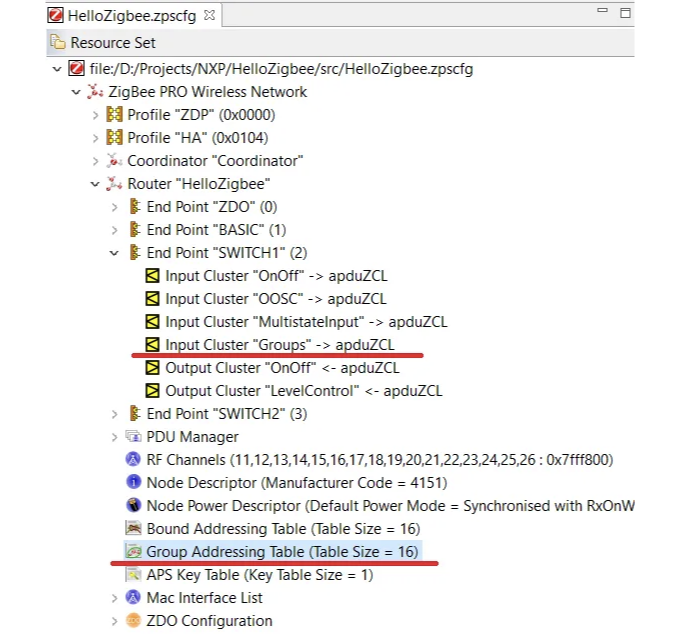 HelloZigbee.zpscfg
Resource Set
file:/D:/Projects/NXP/HelloZigbee/src/HelloZigbee.zpscfg
ZigBee PRO Wireless Network
Profile "ZDP" (0x0000)
Profile "HA" (0x0104)
Coordinator "Coordinator"
Router "HelloZigbee"
End Point "ZDO" (0)
End Point "BASIC" (1)
End Point "SWITCH1" (2)
Input Cluster "OnOff" -> apduZCL
Input Cluster "OOSC" -> apduZCL
Input Cluster "MultistateInput" -> apduZCL
Input Cluster "Groups" -> apduZCL
Output Cluster "OnOff" <- apduZCL
Output Cluster "LevelControl" <- apduZCL
End Point "SWITCH2" (3)
PDU Manager
RF Channels (11,12,13,14,15,16,17,18,19,20,21,22,23,24,25,26 : 0x7fff800)
Node Descriptor (Manufacturer Code = 4151)
Node Power Descriptor (Default Power Mode = Synchronised with RxOnW
Bound Addressing Table (Table Size = 16)
Group Addressing Table (Table Size = 16)
APS Key Table (Key Table Size = 1)
Mac Interface List
ZDO Configuration